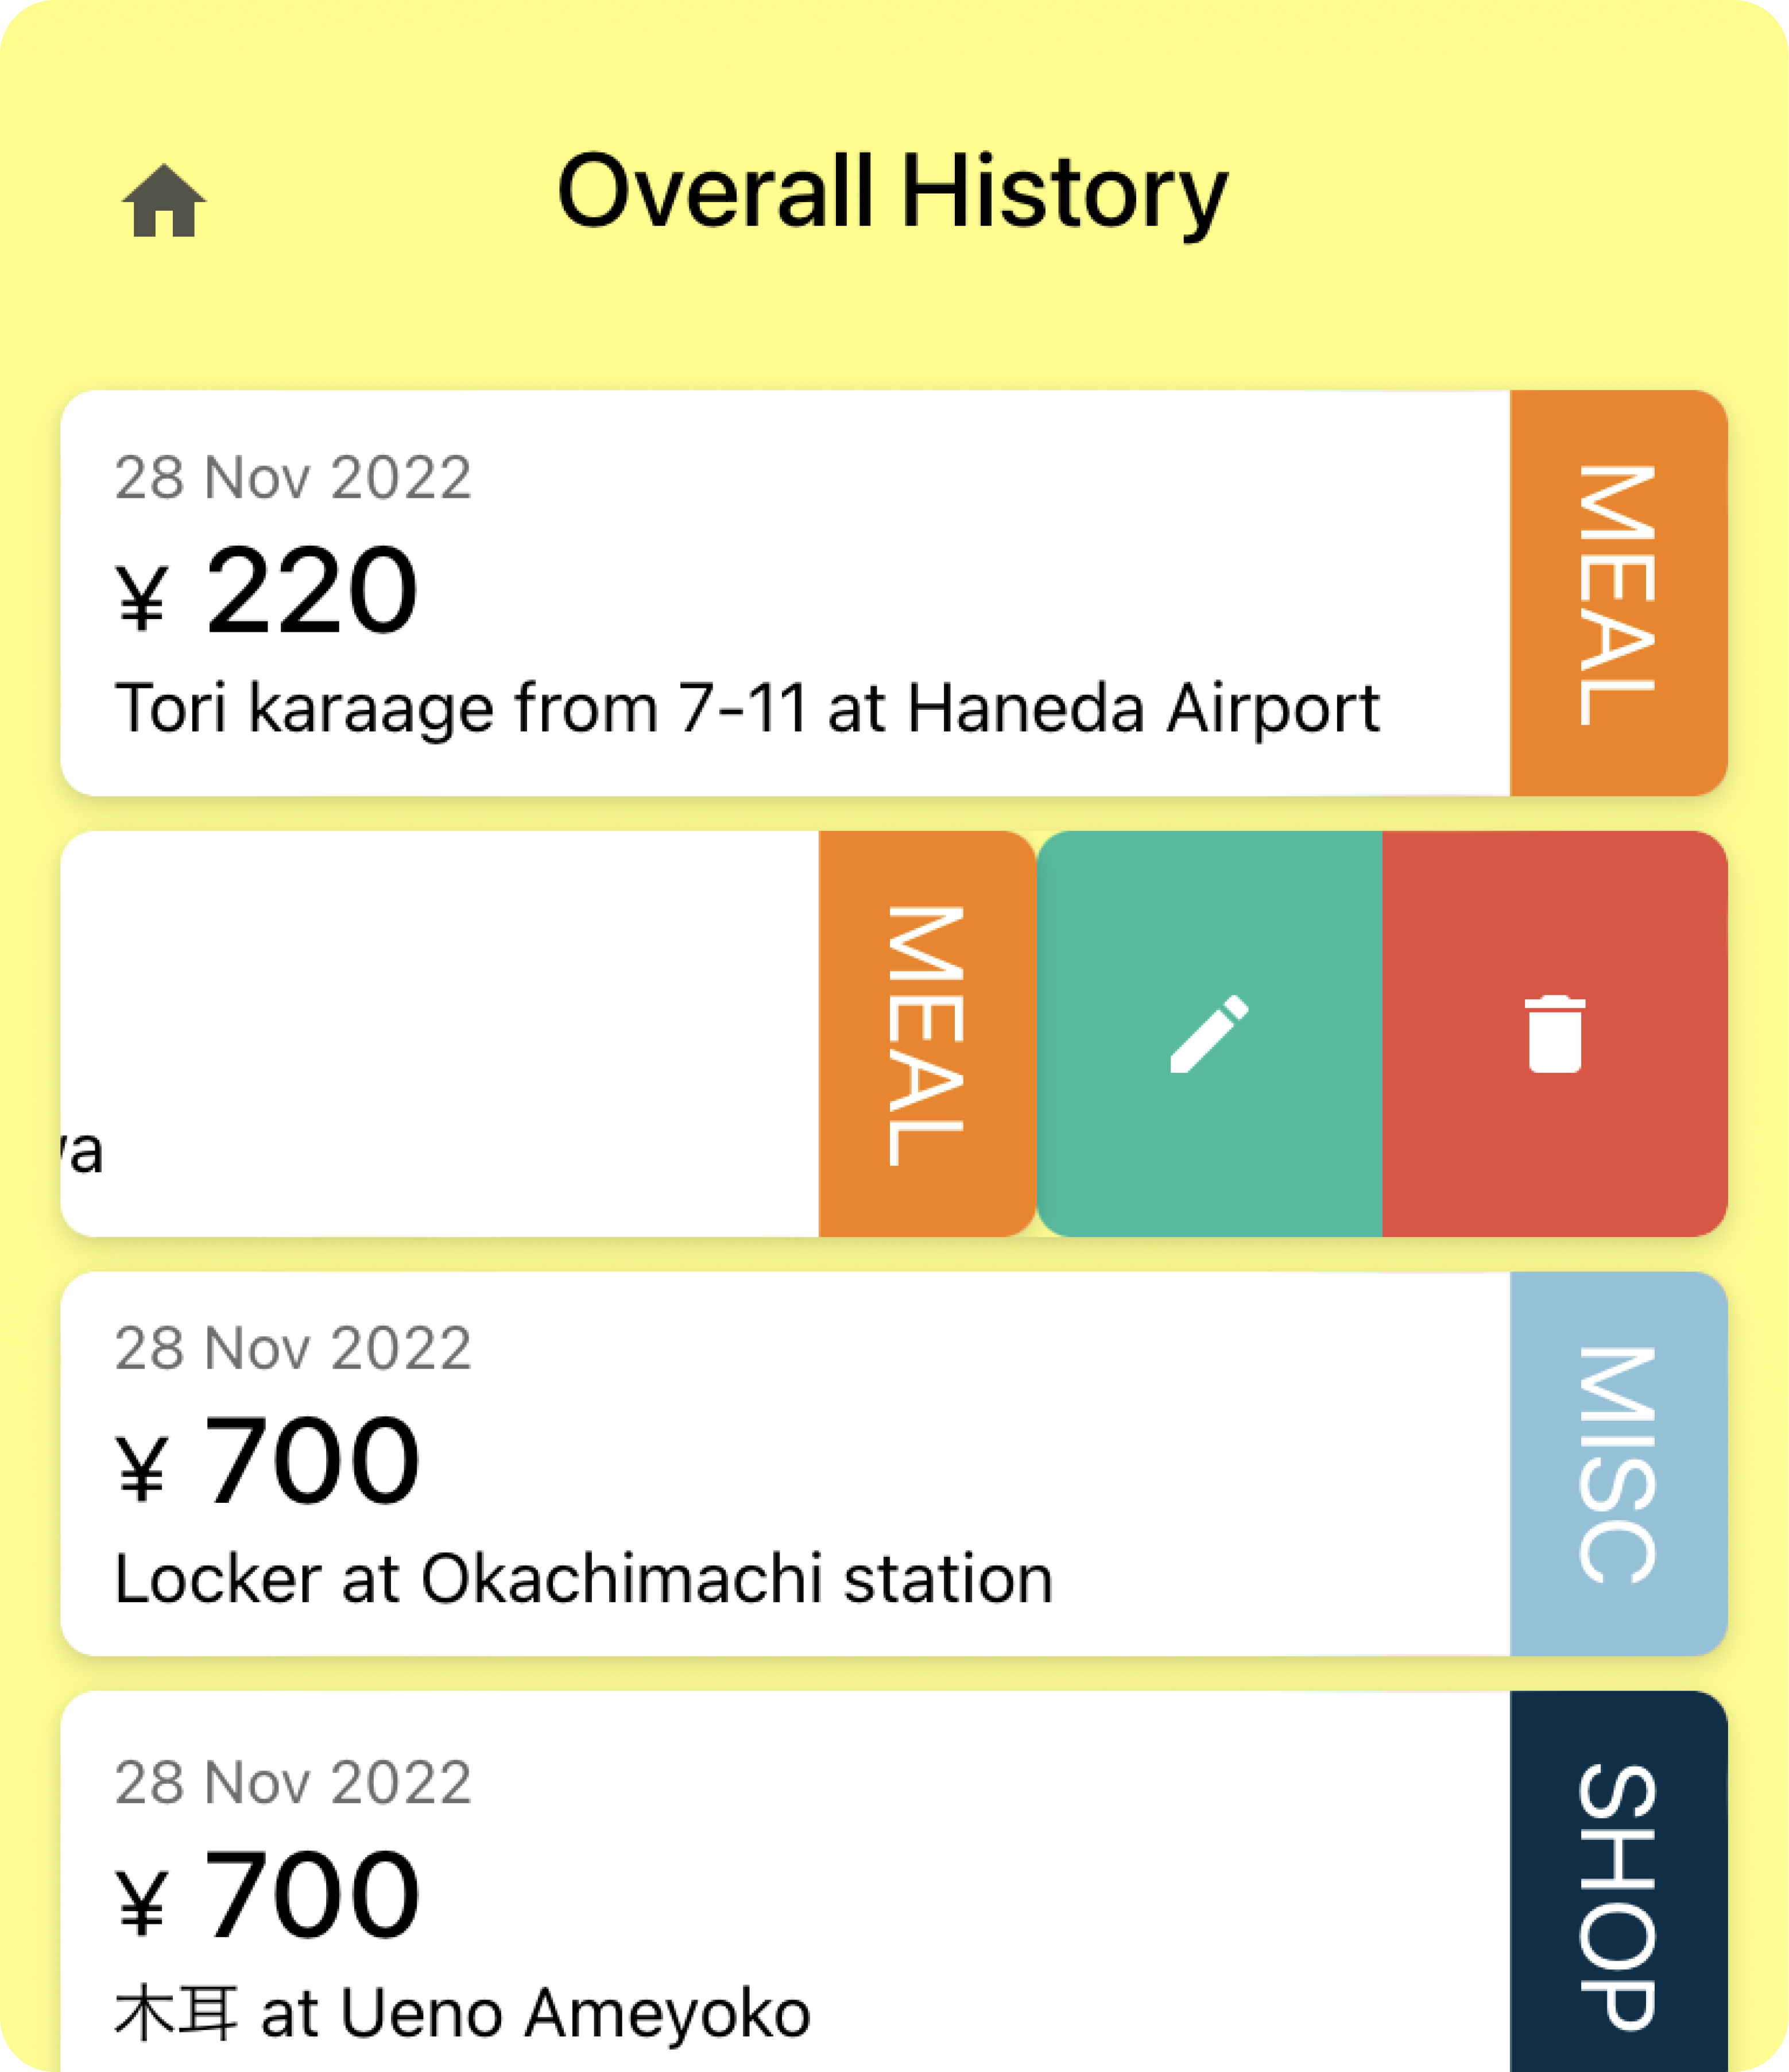 Overall History
28 Nov 2022
¥ 220
Tori karaage from 7-11 at Haneda Airport
MEAL
MEAL
28 Nov 2022
¥ 700
Locker at Okachimachi station
MISC
28 Nov 2022
¥ 700
木耳 at Ueno Ameyoko
SHOP